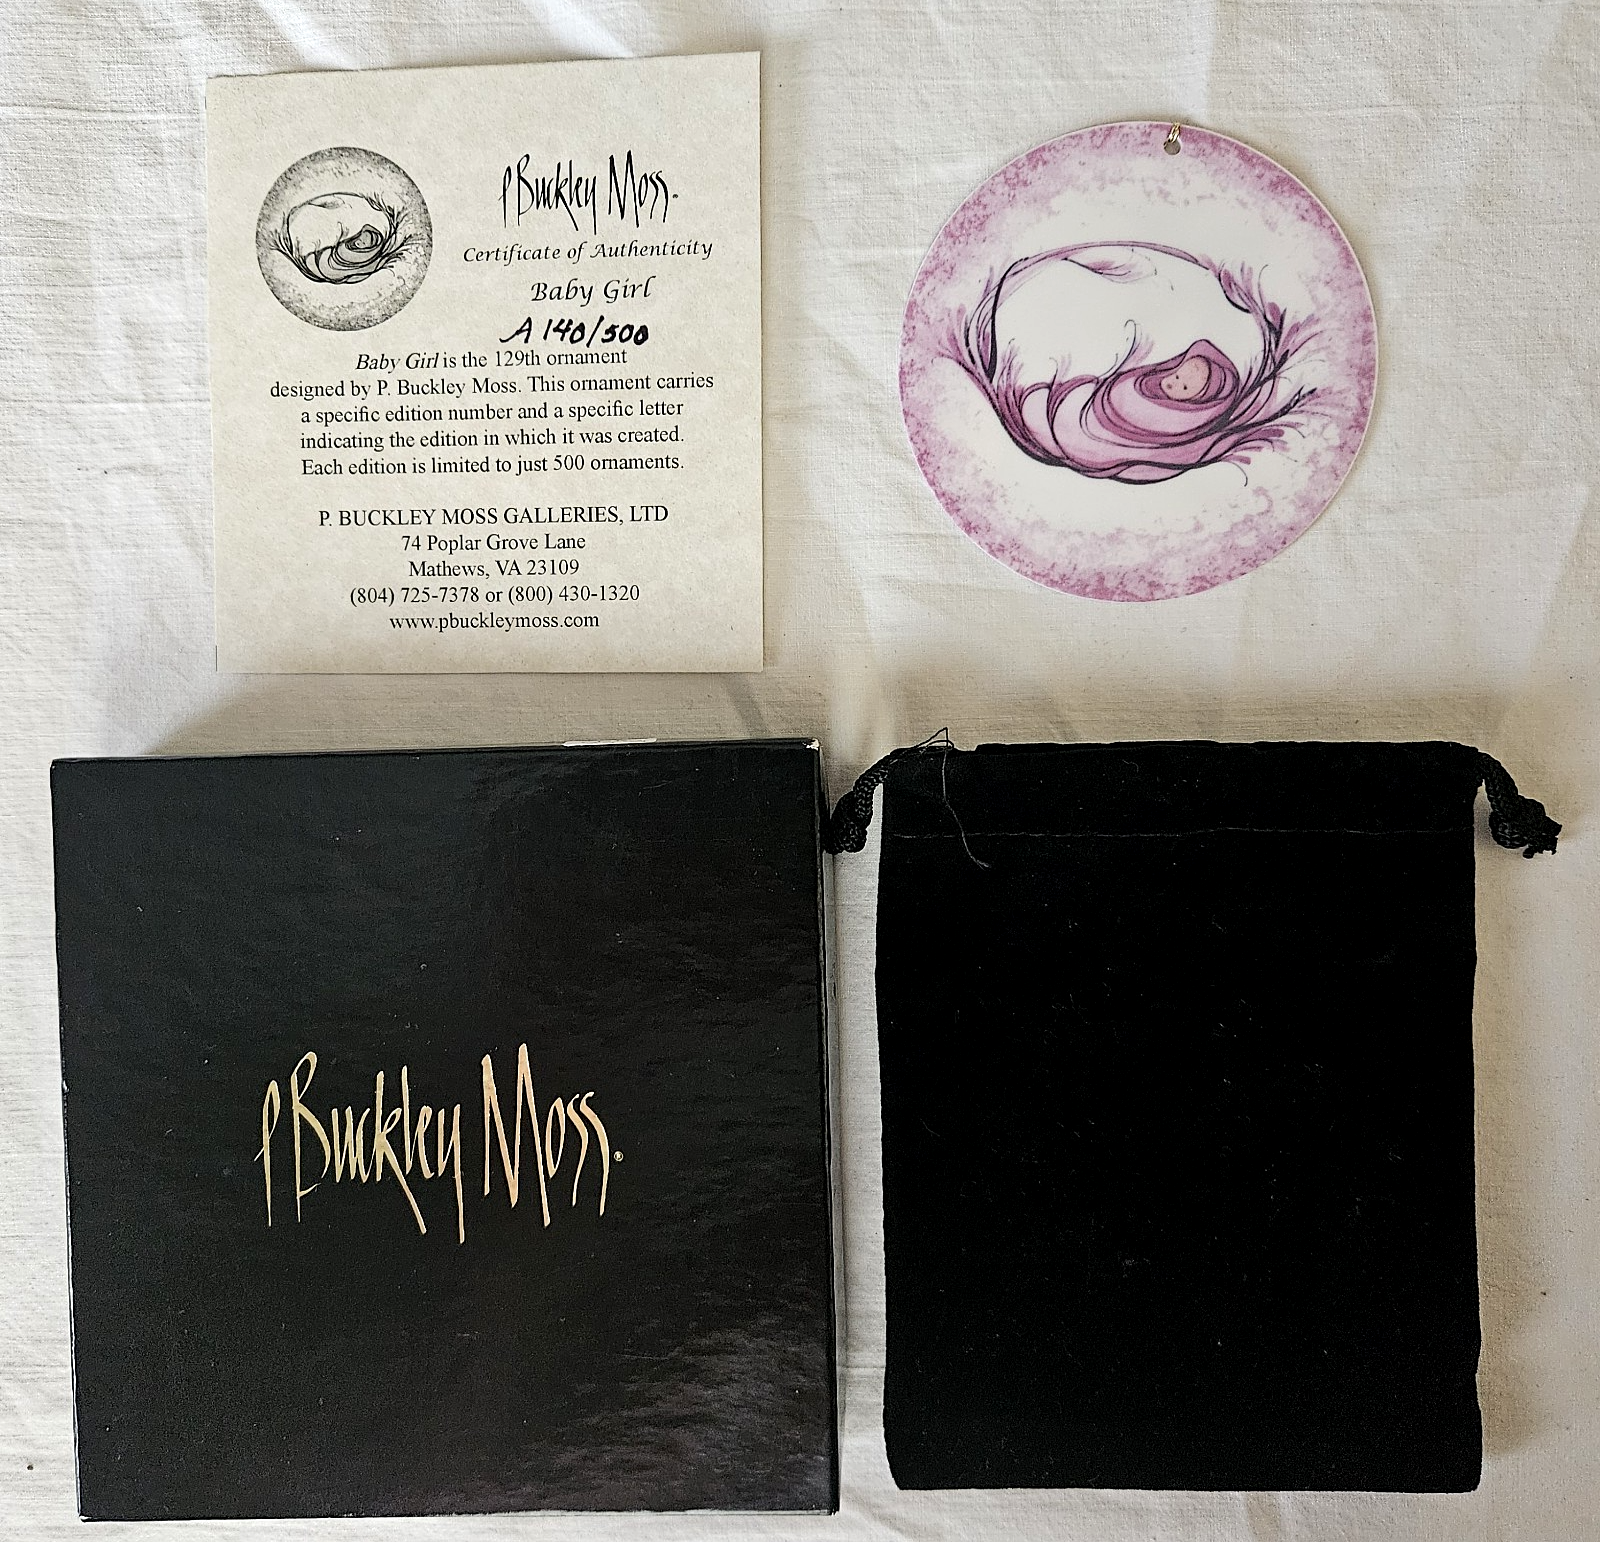 P Buckley Moss.
Certificate of Authenticity
Baby Girl
A 140/500
Baby Girl is the 129th ornament
designed by P. Buckley Moss. This ornament carries
a specific edition number and a specific letter
indicating the edition in which it was created.
Each edition is limited to just 500 ornaments.
P. BUCKLEY MOSS GALLERIES, LTD
74 Poplar Grove Lane
Mathews, VA 23109
(804) 725-7378 or (800) 430-1320
www.pbuckleymoss.com
P Buckley Moss®